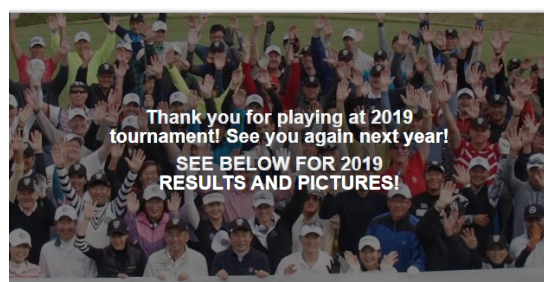 Thank you for playing at 2019
tournament! See you again next year!
SEE BELOW FOR 2019
RESULTS AND PICTURES!